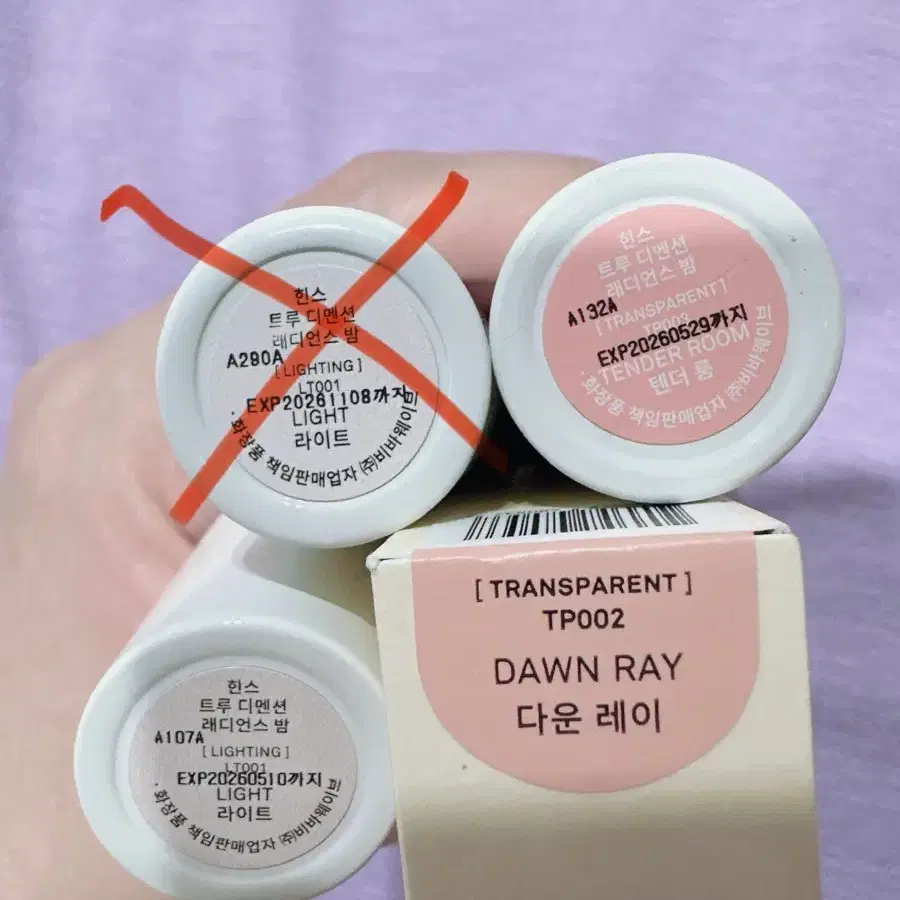 힌스
트루 디멘션
래디언스 밤
A290A
[ LIGHTING ]
LT001
EXP20261108까지
LIGHT
라이트
· 화장품 책임판매업자 ㈜비바웨이브
힌스
트루 디멘션
래디언스 밤
A132A
[ TRANSPARENT ]
TP003
EXP20260529까지
TENDER ROOM
텐더 룸
· 화장품 책임판매업자 ㈜비바웨이브
힌스
트루 디멘션
래디언스 밤
A107A
[ LIGHTING ]
LT001
EXP20260510까지
LIGHT
라이트
· 화장품 책임판매업자 ㈜비바웨이브
[ TRANSPARENT ]
TP002
DAWN RAY
다운 레이